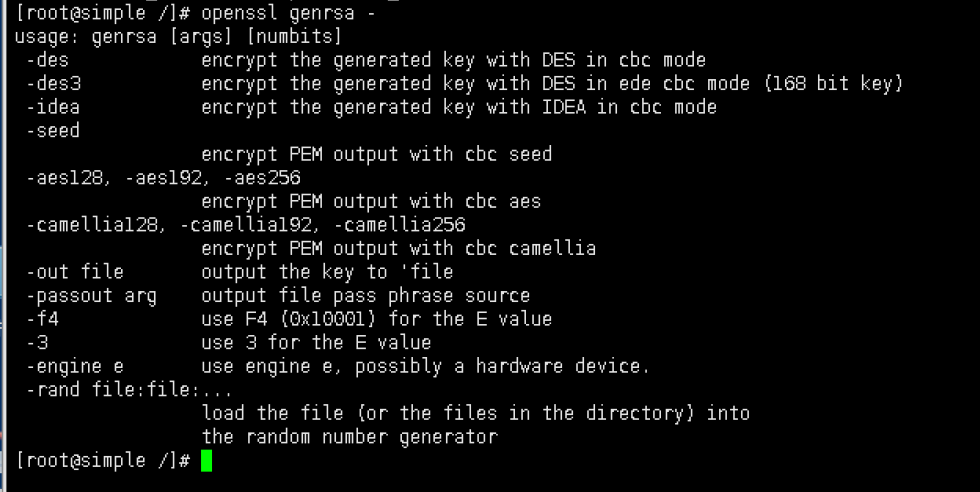 [root@simple /]# openssl genrsa -
usage: genrsa [args] [numbits]
-des encrypt the generated key with DES in cbc mode
-des3 encrypt the generated key with DES in ede cbc mode (168 bit key)
-idea encrypt the generated key with IDEA in cbc mode
-seed
encrypt PEM output with cbc seed
-aes128, -aes192, -aes256
encrypt PEM output with cbc aes
-camellia128, -camellia192, -camellia256
encrypt PEM output with cbc camellia
-out file output the key to 'file
-passout arg output file pass phrase source
-f4 use F4 (0x10001) for the E value
-3 use 3 for the E value
-engine e use engine e, possibly a hardware device.
-rand file:file:...
load the file (or the files in the directory) into
the random number generator
[root@simple /]#